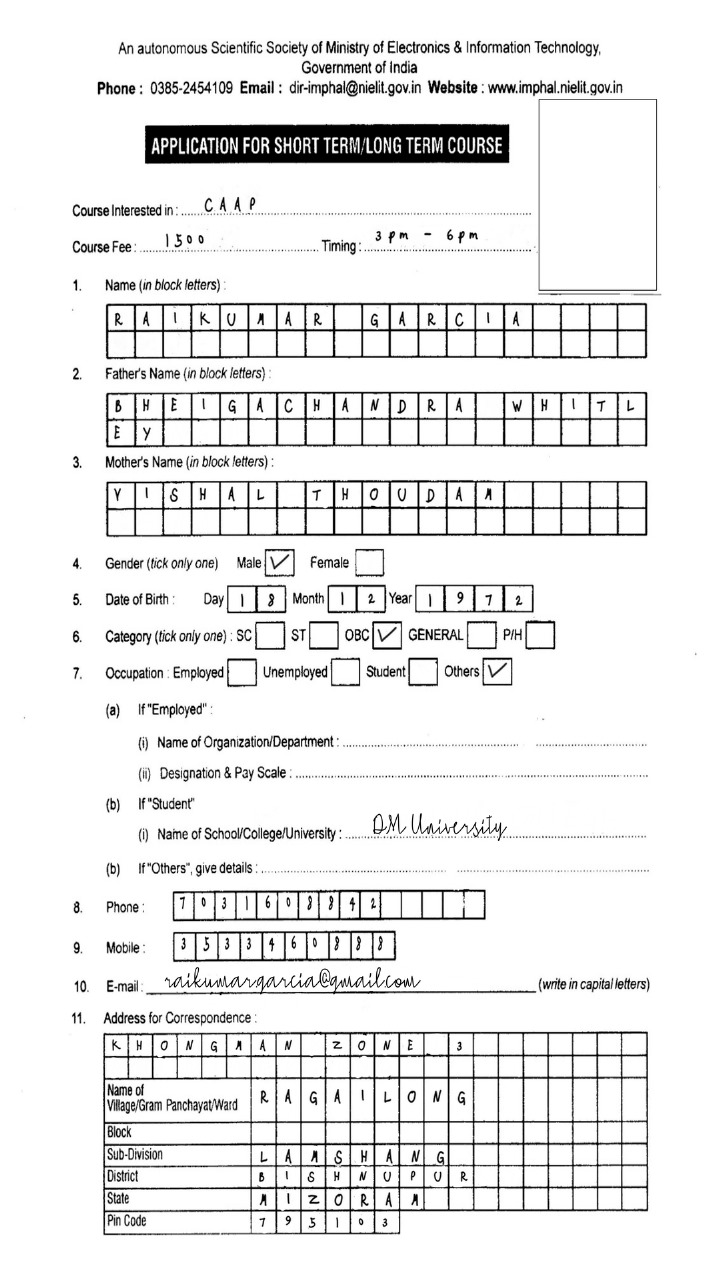 An autonomous Scientific Society of Ministry of Electronics & Information Technology,
Government of India
Phone : 0385-2454109 Email : dir-imphal@nielit.gov.in Website : www.imphal.nielit.gov.in
APPLICATION FOR SHORT TERM/LONG TERM COURSE
Course Interested in : CAAP
Course Fee : 1500 Timing : 3pm - 6pm
1. Name (in block letters) :
RAIKUMAR GARCIA
2. Father's Name (in block letters) :
BHEIGACHANDRA WHITL
EY
3. Mother's Name (in block letters) :
VISHAL THOUDAM
4. Gender (tick only one) Male ✓ Female
5. Date of Birth : Day 18 Month 12 Year 1972
6. Category (tick only one) : SC ST OBC ✓ GENERAL P/H
7. Occupation : Employed Unemployed Student Others ✓
(a) If "Employed" :
(i) Name of Organization/Department :
(ii) Designation & Pay Scale :
(b) If "Student"
(i) Name of School/College/University : DM University
(b) If "Others", give details :
8. Phone : 7031608842
9. Mobile : 3533460888
10. E-mail : raikumargarcia@gmail.com (write in capital letters)
11. Address for Correspondence :
KHONGMAN ZONE 3
Name of
Village/Gram Panchayat/Ward RAGAILONG
Block
Sub-Division LAMSHANG
District BISHNUPUR
State MIZORAM
Pin Code 795103